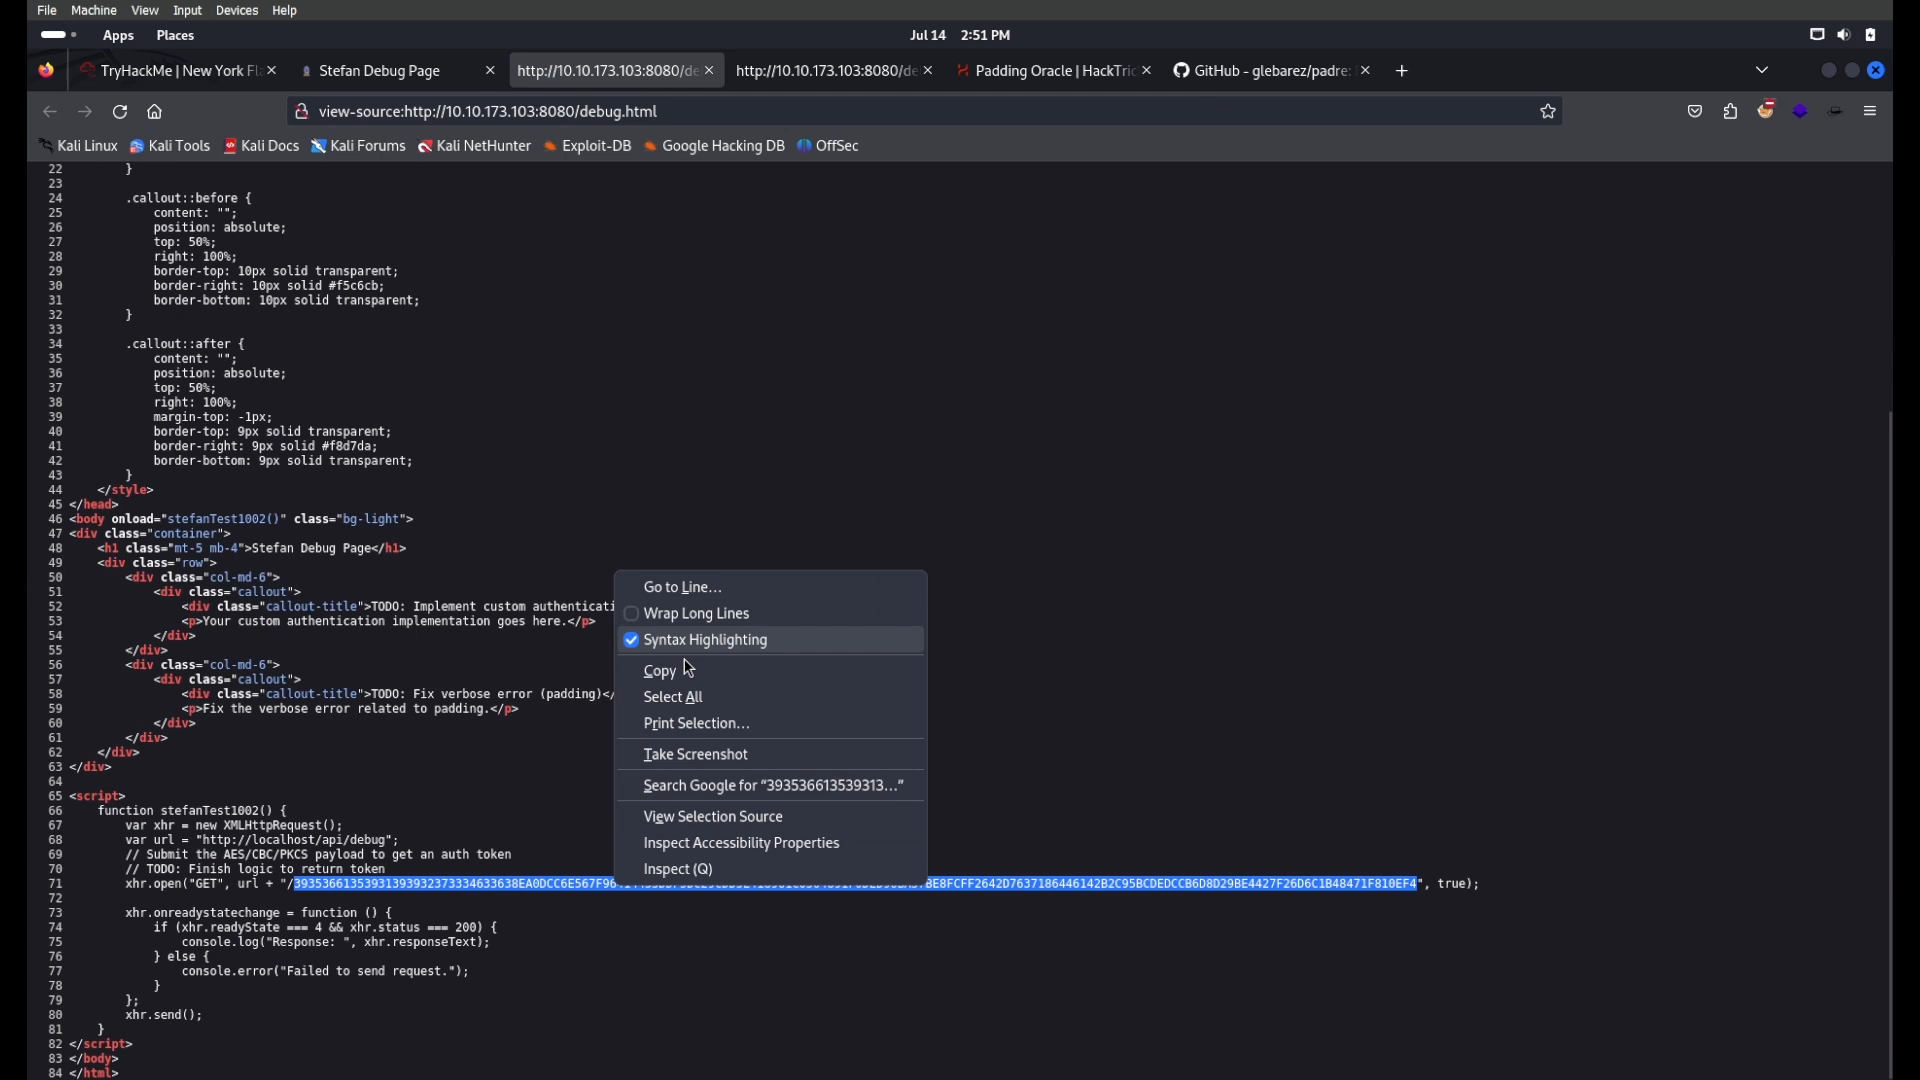 File Machine View Input Devices Help
Apps Places Jul 14 2:51 PM
TryHackMe | New York Fl Stefan Debug Page http://10.10.173.103:8080/de http://10.10.173.103:8080/de Padding Oracle | HackTric GitHub - glebarez/padre:
view-source:http://10.10.173.103:8080/debug.html
Kali Linux Kali Tools Kali Docs Kali Forums Kali NetHunter Exploit-DB Google Hacking DB OffSec
22 }
23
24 .callout::before {
25 content: "";
26 position: absolute;
27 top: 50%;
28 right: 100%;
29 border-top: 10px solid transparent;
30 border-right: 10px solid #f5c6cb;
31 border-bottom: 10px solid transparent;
32 }
33
34 .callout::after {
35 content: "";
36 position: absolute;
37 top: 50%;
38 right: 100%;
39 margin-top: -1px;
40 border-top: 9px solid transparent;
41 border-right: 9px solid #f8d7da;
42 border-bottom: 9px solid transparent;
43 }
44 </style>
45 </head>
46 <body onload="stefanTest1002()" class="bg-light">
47 <div class="container">
48 <h1 class="mt-5 mb-4">Stefan Debug Page</h1>
49 <div class="row">
50 <div class="col-md-6">
51 <div class="callout">
52 <div class="callout-title">TODO: Implement custom authenticati
53 <p>Your custom authentication implementation goes here.</p>
54 </div>
55 </div>
56 <div class="col-md-6">
57 <div class="callout">
58 <div class="callout-title">TODO: Fix verbose error (padding)</
59 <p>Fix the verbose error related to padding.</p>
60 </div>
61 </div>
62 </div>
63 </div>
64
65 <script>
66 function stefanTest1002() {
67 var xhr = new XMLHttpRequest();
68 var url = "http://localhost/api/debug";
69 // Submit the AES/CBC/PKCS payload to get an auth token
70 // TODO: Finish logic to return token
71 xhr.open("GET", url + "/ ", true);
72
73 xhr.onreadystatechange = function () {
74 if (xhr.readyState === 4 && xhr.status === 200) {
75 console.log("Response: ", xhr.responseText);
76 } else {
77 console.error("Failed to send request.");
78 }
79 };
80 xhr.send();
81 }
82 </script>
83 </body>
84 </html>
Go to Line...
Wrap Long Lines
Syntax Highlighting
Copy
Select All
Print Selection...
Take Screenshot
Search Google for “393536613539313...”
View Selection Source
Inspect Accessibility Properties
Inspect (Q)